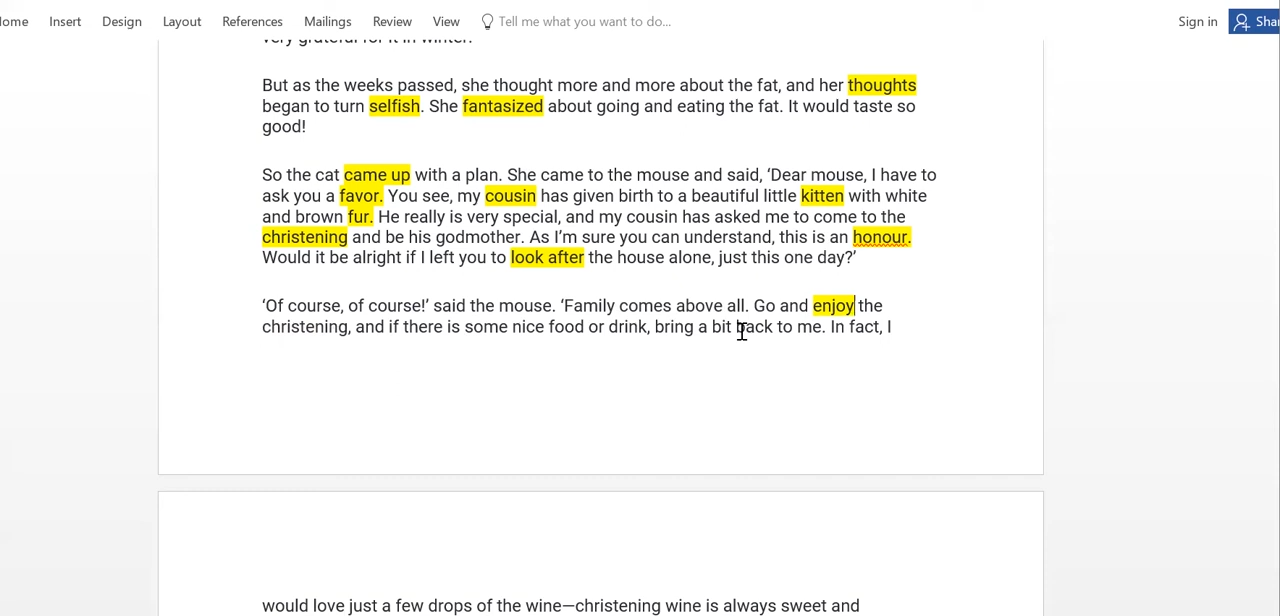 ome Insert Design Layout References Mailings Review View Tell me what you want to do... Sign in Shar
very grateful for it in winter.
But as the weeks passed, she thought more and more about the fat, and her thoughts
began to turn selfish. She fantasized about going and eating the fat. It would taste so
good!
So the cat came up with a plan. She came to the mouse and said, ‘Dear mouse, I have to
ask you a favor. You see, my cousin has given birth to a beautiful little kitten with white
and brown fur. He really is very special, and my cousin has asked me to come to the
christening and be his godmother. As I’m sure you can understand, this is an honour.
Would it be alright if I left you to look after the house alone, just this one day?’
‘Of course, of course!’ said the mouse. ‘Family comes above all. Go and enjoy the
christening, and if there is some nice food or drink, bring a bit back to me. In fact, I
would love just a few drops of the wine—christening wine is always sweet and